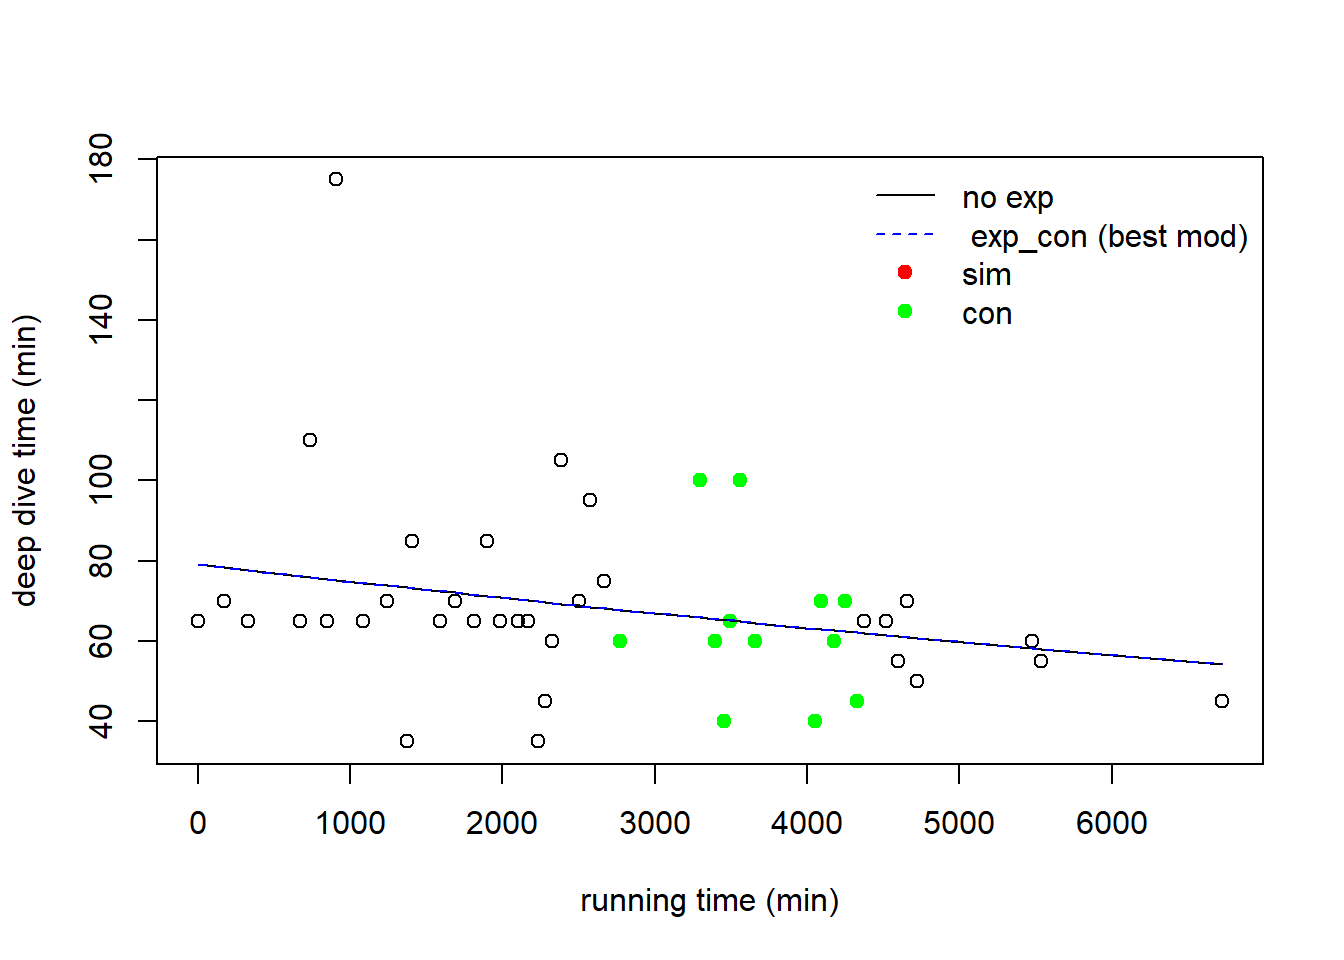 180
140
100
80
60
40
deep dive time (min)
no exp
exp_con (best mod)
sim
con
0 1000 2000 3000 4000 5000 6000
running time (min)